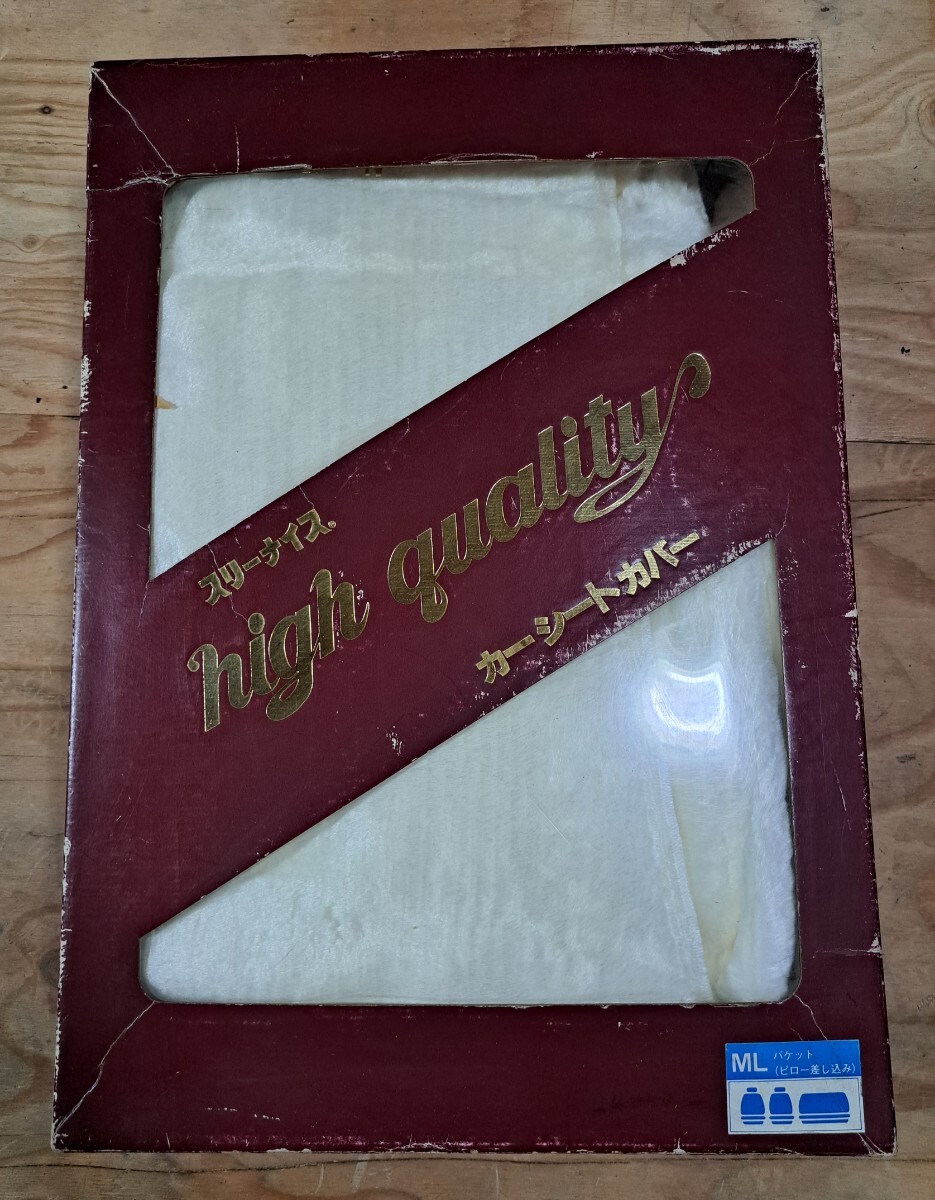 スリーナイス®
high quality
カーシートカバー
ML バケット
(ピロー差し込み)